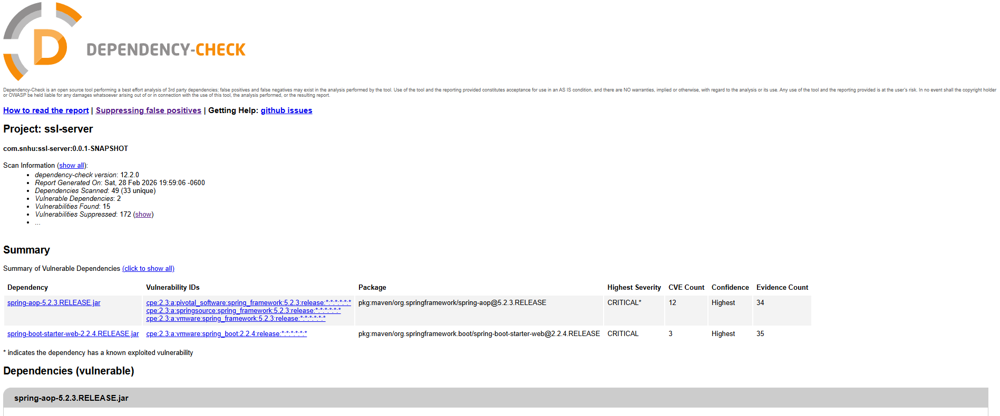 D
DEPENDENCY-CHECK
Dependency-Check is an open source tool performing a best effort analysis of 3rd party dependencies; false positives and false negatives may exist in the analysis performed by the tool. Use of the tool and the reporting provided constitutes acceptance for use in an AS IS condition, and there are NO warranties, implied or otherwise, with regard to the analysis or its use. Any use of the tool and the reporting provided is at the user's risk. In no event shall the copyright holder
or OWASP be held liable for any damages whatsoever arising out of or in connection with the use of this tool, the analysis performed, or the resulting report.
How to read the report | Suppressing false positives | Getting Help: github issues
Project: ssl-server
com.snhu:ssl-server:0.0.1-SNAPSHOT
Scan Information (show all):
• dependency-check version: 12.2.0
• Report Generated On: Sat, 28 Feb 2026 19:59:06 -0600
• Dependencies Scanned: 49 (33 unique)
• Vulnerable Dependencies: 2
• Vulnerabilities Found: 15
• Vulnerabilities Suppressed: 172 (show)
• ...
Summary
Summary of Vulnerable Dependencies (click to show all)
Dependency Vulnerability IDs Package Highest Severity CVE Count Confidence Evidence Count
spring-aop-5.2.3.RELEASE.jar cpe:2.3:a:pivotal_software:spring_framework:5.2.3:release:*:*:*:*:*:* pkg:maven/org.springframework/spring-aop@5.2.3.RELEASE CRITICAL* 12 Highest 34
cpe:2.3:a:springsource:spring_framework:5.2.3:release:*:*:*:*:*:*
cpe:2.3:a:vmware:spring_framework:5.2.3:release:*:*:*:*:*:*
spring-boot-starter-web-2.2.4.RELEASE.jar cpe:2.3:a:vmware:spring_boot:2.2.4:release:*:*:*:*:*:* pkg:maven/org.springframework.boot/spring-boot-starter-web@2.2.4.RELEASE CRITICAL 3 Highest 35
* indicates the dependency has a known exploited vulnerability
Dependencies (vulnerable)
spring-aop-5.2.3.RELEASE.jar